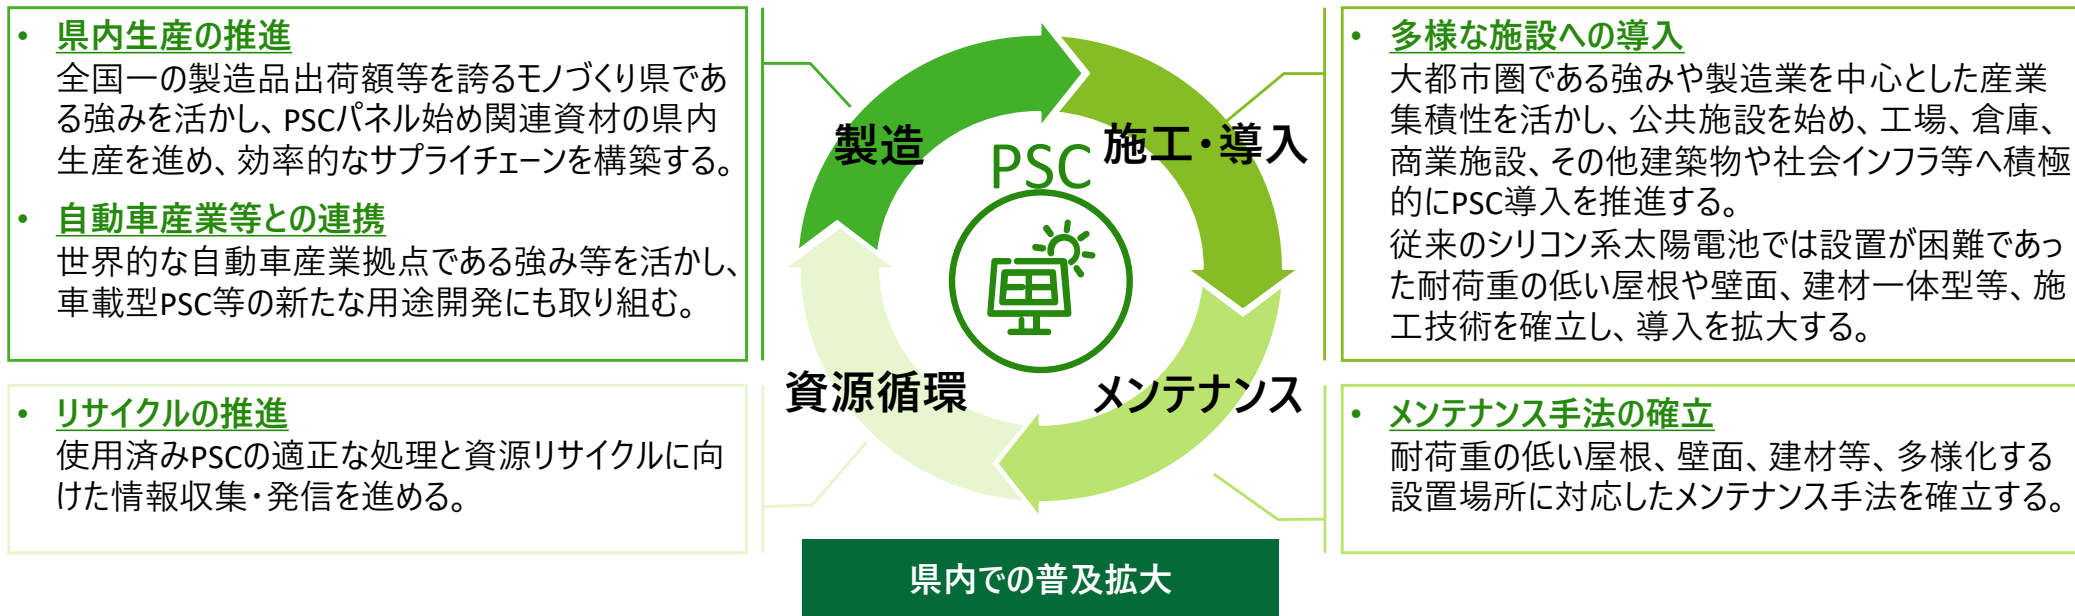 • 県内生産の推進
全国一の製造品出荷額等を誇るモノづくり県であ
る強みを活かし、PSCパネル始め関連資材の県内
生産を進め、効率的なサプライチェーンを構築する。
• 自動車産業等との連携
世界的な自動車産業拠点である強み等を活かし、
車載型PSC等の新たな用途開発にも取り組む。
• リサイクルの推進
使用済みPSCの適正な処理と資源リサイクルに向
けた情報収集・発信を進める。
製造
PSC
施工・導入
資源循環
メンテナンス
県内での普及拡大
• 多様な施設への導入
大都市圏である強みや製造業を中心とした産業
集積性を活かし、公共施設を始め、工場、倉庫、
商業施設、その他建築物や社会インフラ等へ積極
的にPSC導入を推進する。
従来のシリコン系太陽電池では設置が困難であっ
た耐荷重の低い屋根や壁面、建材一体型等、施
工技術を確立し、導入を拡大する。
• メンテナンス手法の確立
耐荷重の低い屋根、壁面、建材等、多様化する
設置場所に対応したメンテナンス手法を確立する。